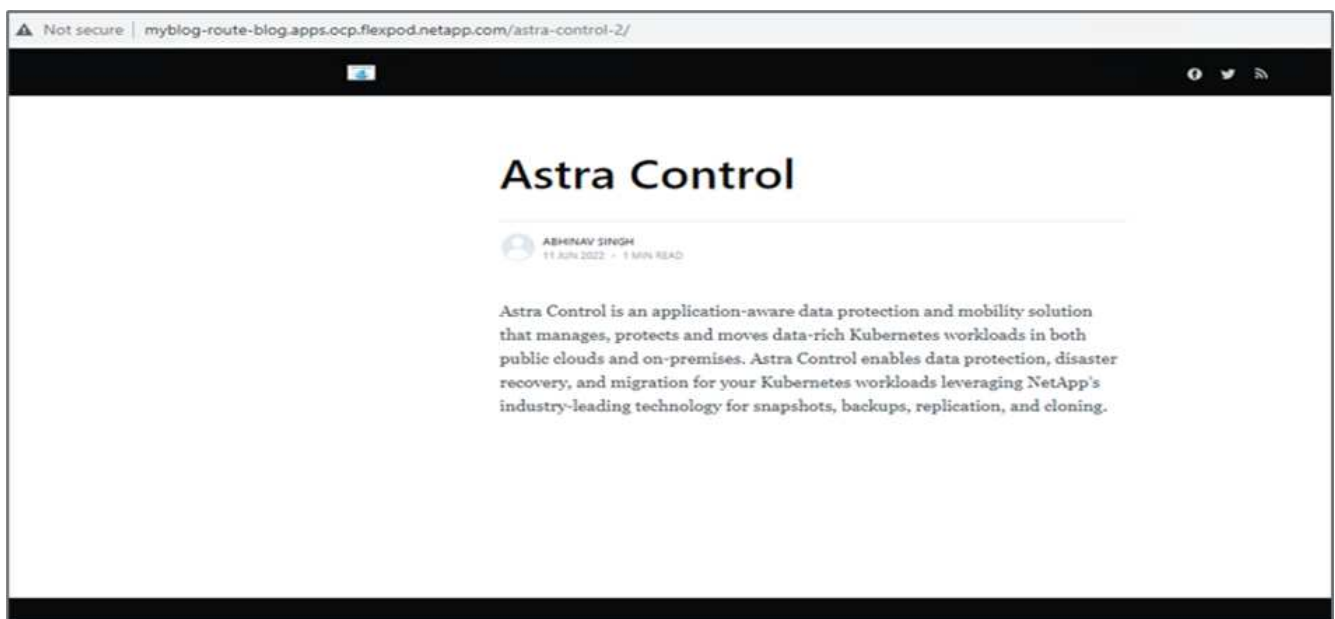 Not secure | myblog-route-blog.apps.ocp.flexpod.netapp.com/astra-control-2/
Astra Control
ABHINAV SINGH
11 JUN 2022 • 1 MIN READ
Astra Control is an application-aware data protection and mobility solution
that manages, protects and moves data-rich Kubernetes workloads in both
public clouds and on-premises. Astra Control enables data protection, disaster
recovery, and migration for your Kubernetes workloads leveraging NetApp's
industry-leading technology for snapshots, backups, replication, and cloning.